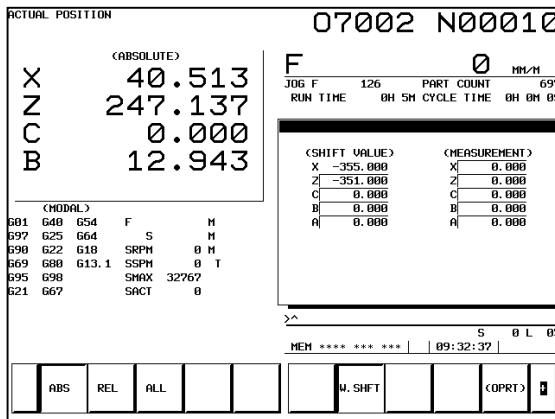 ACTUAL POSITION
O7002 N00010
(ABSOLUTE)
X 40.513
Z 247.137
C 0.000
B 12.943
F 0 MM/M
JOG F 126 PART COUNT 697
RUN TIME 0H 5M CYCLE TIME 0H 0M 0S
(SHIFT VALUE) (MEASUREMENT)
X -355.000 X 0.000
Z -351.000 Z 0.000
C 0.000 C 0.000
B 0.000 B 0.000
A 0.000 A 0.000
(MODAL)
G01 G40 G54 F M
G97 G25 G64 S M
G90 G22 G18 SRPM 0 M
G69 G80 G13.1 SSPM 0 T
G95 G98 SMAX 32767
G21 G67 SACT 0
>^
S 0 L 0%
MEM **** *** *** 09:32:37
ABS REL ALL W.SHFT (OPRT) +